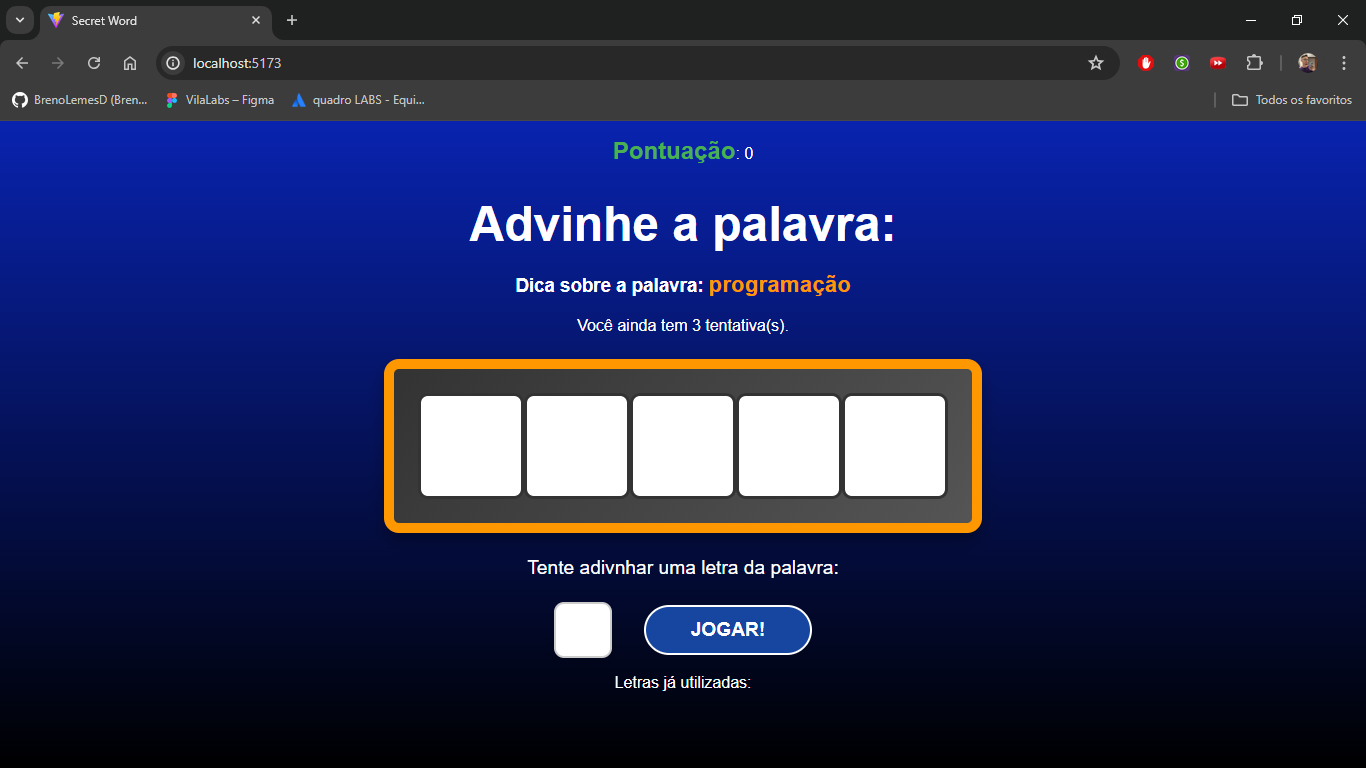 Secret Word
localhost:5173
BrenoLemesD (Bren... VilaLabs – Figma quadro LABS - Equi... Todos os favoritos
Pontuação: 0
Advinhe a palavra:
Dica sobre a palavra: programação
Você ainda tem 3 tentativa(s).
Tente adivnhar uma letra da palavra:
JOGAR!
Letras já utilizadas: